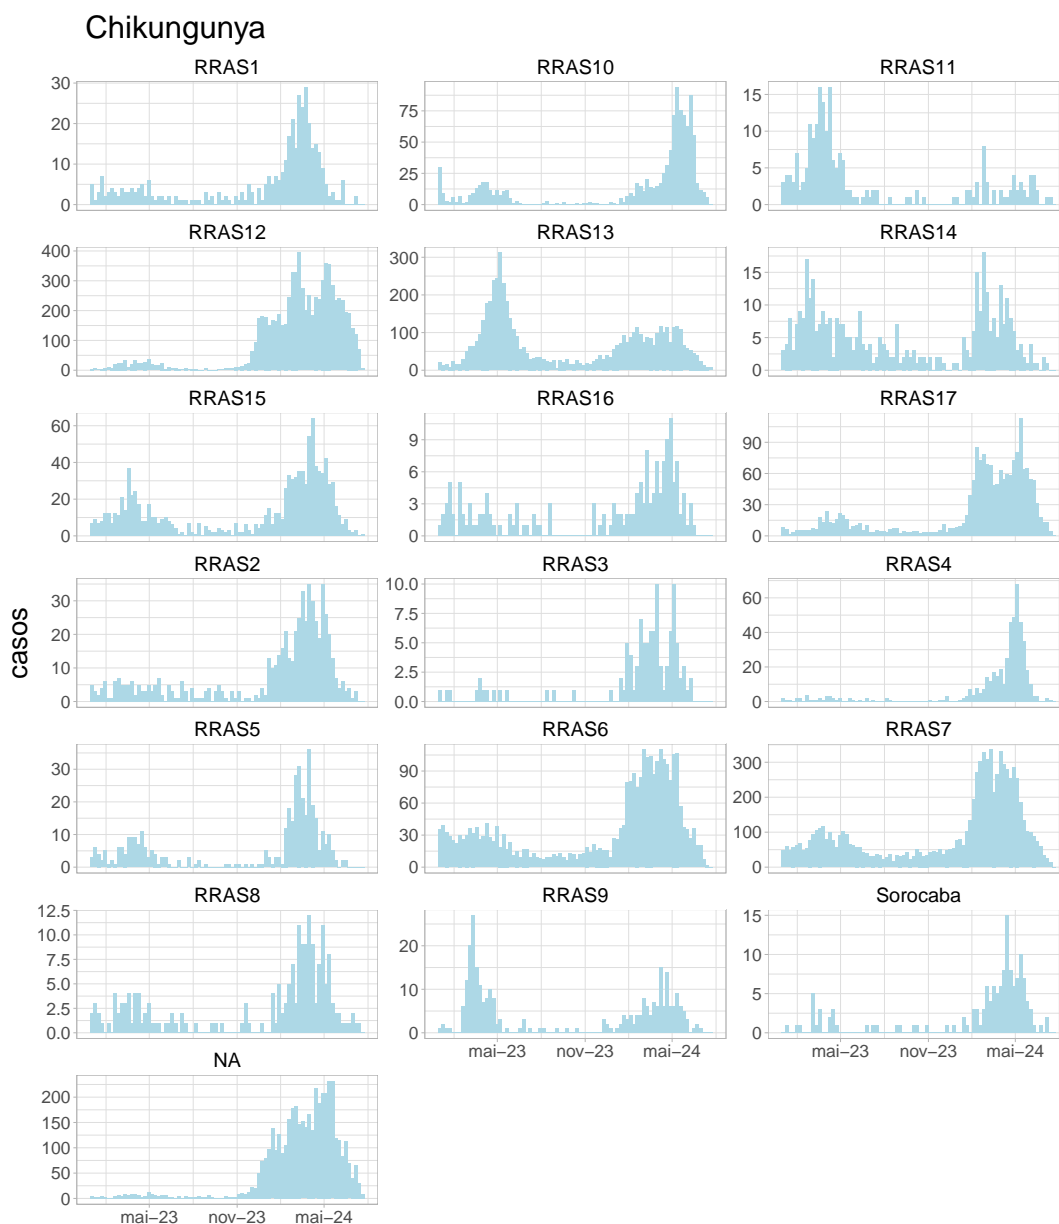 Chikungunya
RRAS1 RRAS10 RRAS11
30 20 10 0
75 50 25 0
15 10 5 0
RRAS12 RRAS13 RRAS14
400 300 200 100 0
300 200 100 0
15 10 5 0
RRAS15 RRAS16 RRAS17
60 40 20 0
9 6 3 0
90 60 30 0
RRAS2 RRAS3 RRAS4
30 20 10 0
10.0 7.5 5.0 2.5 0.0
60 40 20 0
casos
RRAS5 RRAS6 RRAS7
30 20 10 0
90 60 30 0
300 200 100 0
RRAS8 RRAS9 Sorocaba
12.5 10.0 7.5 5.0 2.5 0.0
20 10 0
15 10 5 0
mai−23 nov−23 mai−24
mai−23 nov−23 mai−24
NA
200 150 100 50 0
mai−23 nov−23 mai−24